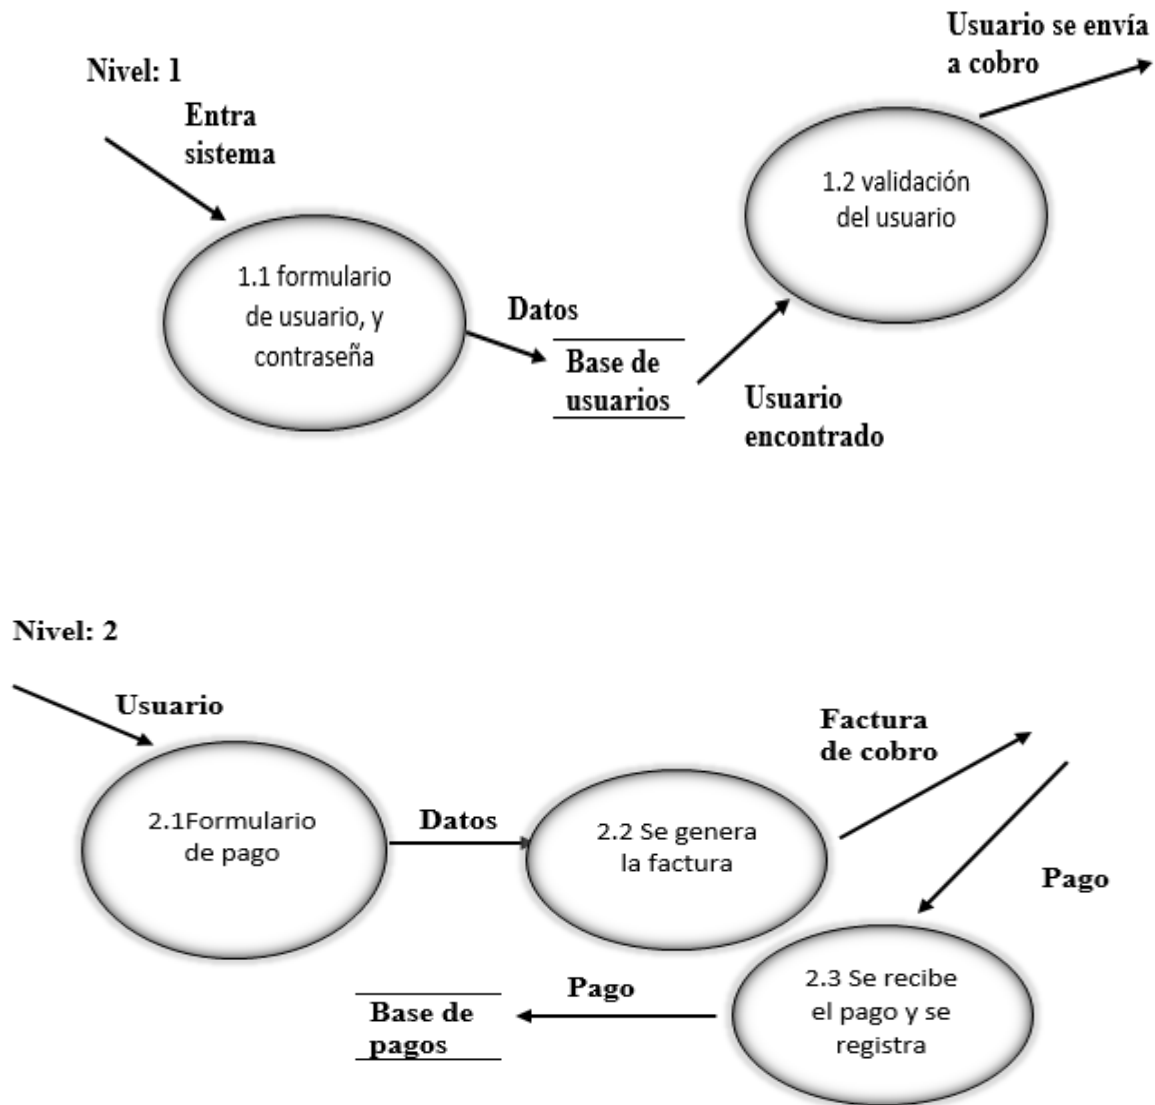 Usuario se envía
a cobro
Nivel: 1
Entra
sistema
1.2 validación
del usuario
1.1 formulario
de usuario, y
contraseña
Datos
Base de
usuarios
Usuario
encontrado
Nivel: 2
Usuario
Factura
de cobro
2.1Formulario
de pago
Datos
2.2 Se genera
la factura
Pago
2.3 Se recibe
el pago y se
registra
Pago
Base de
pagos